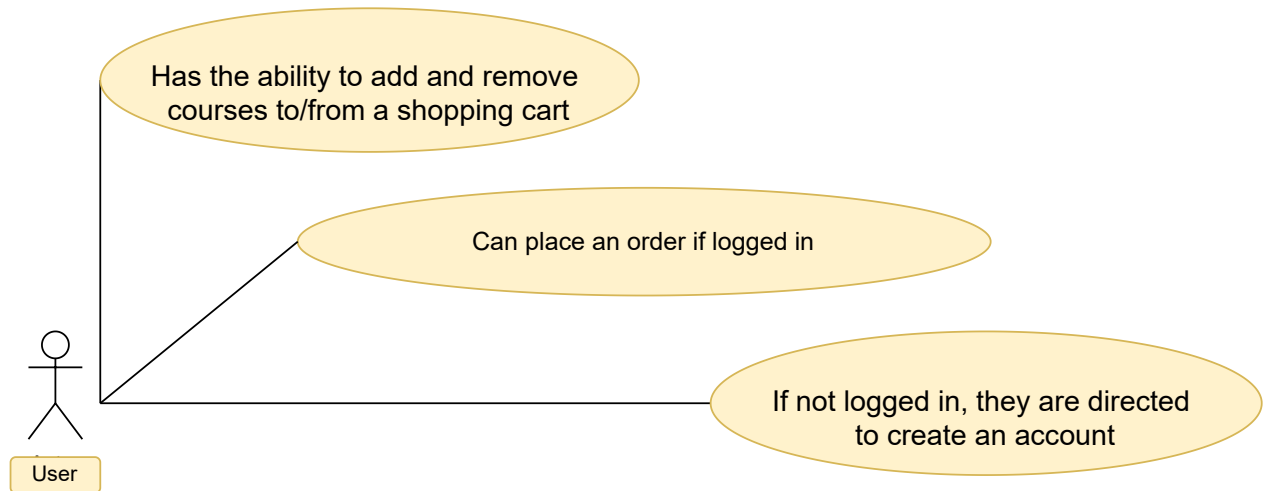 Has the ability to add and remove
courses to/from a shopping cart
Can place an order if logged in
If not logged in, they are directed
to create an account
User